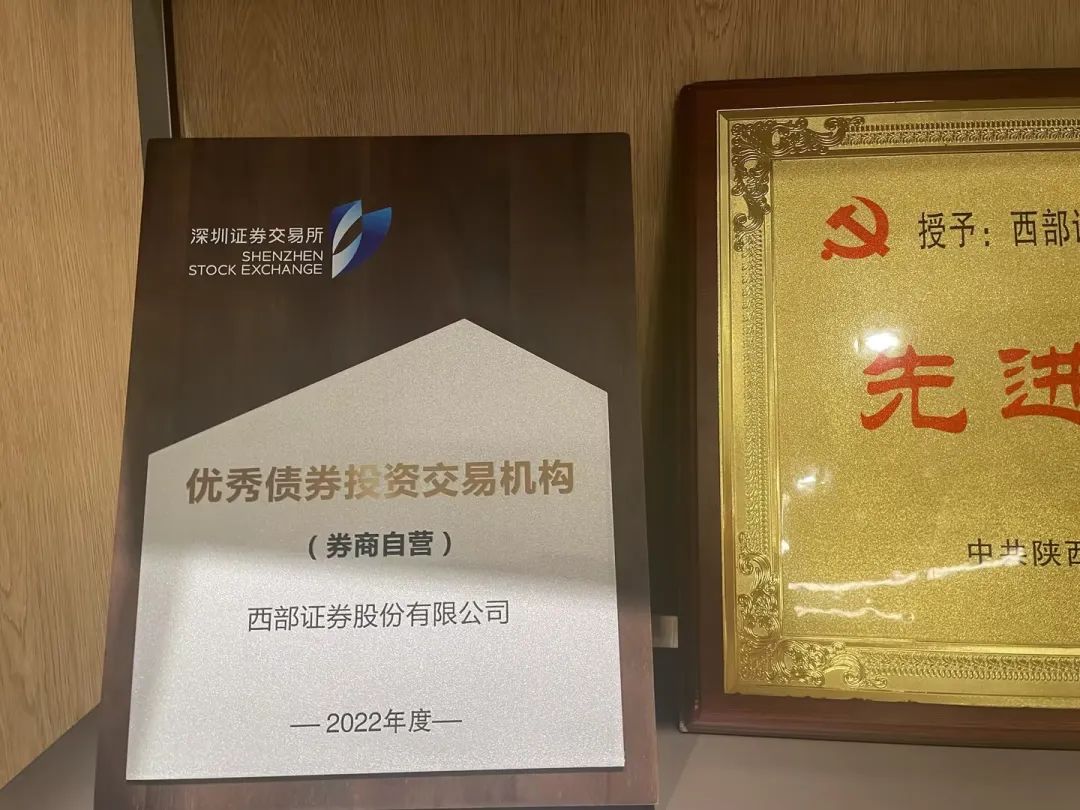 深圳证券交易所
SHENZHEN
STOCK EXCHANGE
优秀债券投资交易机构
（券商自营）
西部证券股份有限公司
—2022年度—
授予：西部证
先进
中共陕西